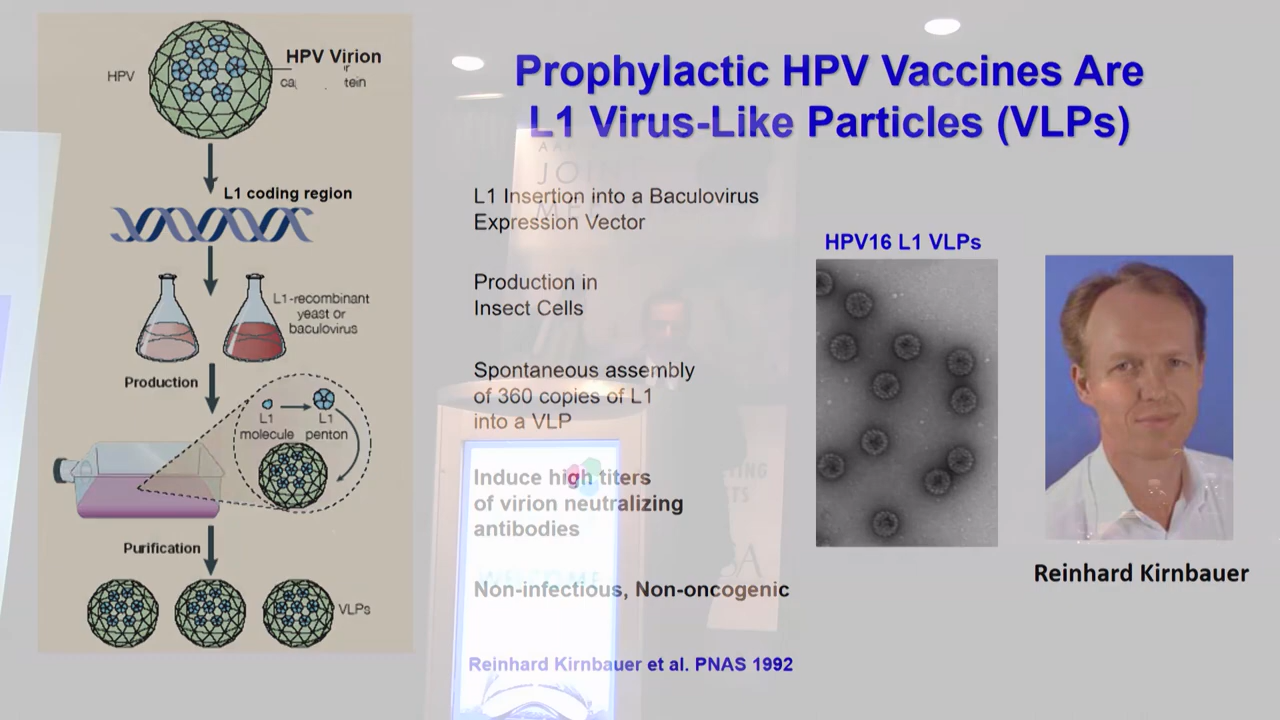 Prophylactic HPV Vaccines Are
L1 Virus-Like Particles (VLPs)
HPV
HPV Virion
tein
L1 coding region
L1-recombinant
yeast or
baculovirus
Production
L1
molecule
L1
penton
Purification
VLPs
L1 Insertion into a Baculovirus
Expression Vector
Production in
Insect Cells
Spontaneous assembly
of 360 copies of L1
into a VLP
Induce high titers
of virion neutralizing
antibodies
Non-infectious, Non-oncogenic
Reinhard Kirnbauer et al. PNAS 1992
HPV16 L1 VLPs
Reinhard Kirnbauer